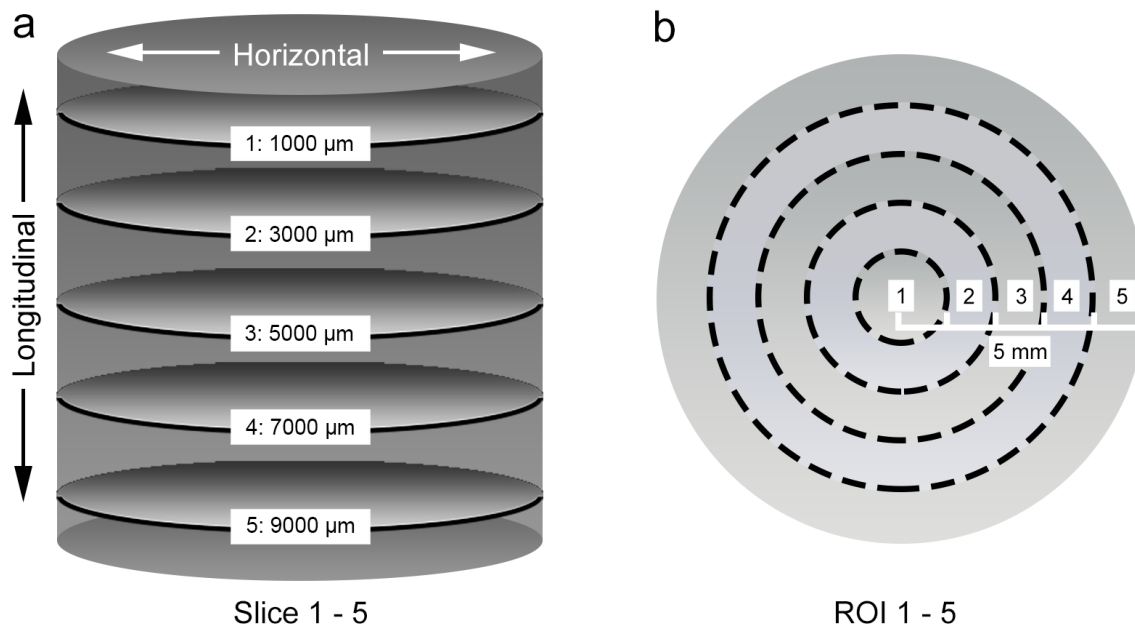 a
Horizontal
Longitudinal
1: 1000 µm
2: 3000 µm
3: 5000 µm
4: 7000 µm
5: 9000 µm
Slice 1 - 5
b
1 2 3 4 5
5 mm
ROI 1 - 5